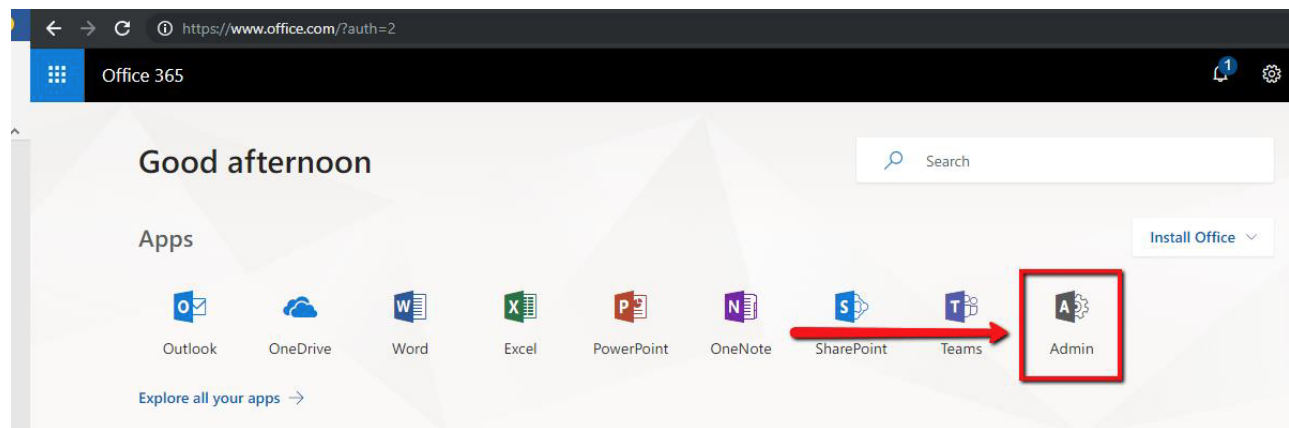 https://www.office.com/?auth=2
Office 365
1
Good afternoon
Search
Apps
Install Office
O
W
X
P
N
S
T
A
Outlook
OneDrive
Word
Excel
PowerPoint
OneNote
SharePoint
Teams
Admin
Explore all your apps